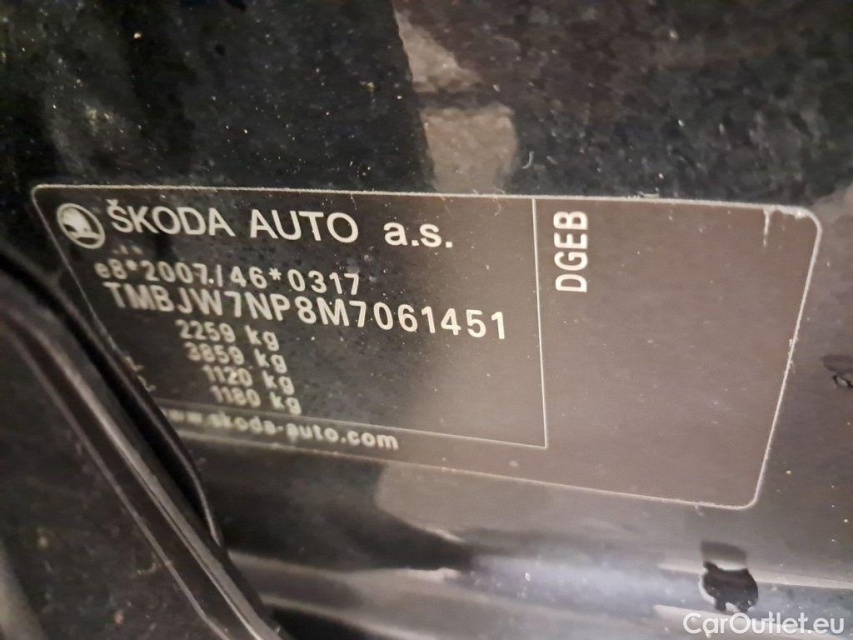 ŠKODA AUTO a.s.
e8*2007/46*0317
TMBJW7NP8M7061451
2259 kg
3859 kg
1120 kg
1180 kg
www.skoda-auto.com
DGEB
CarOutlet.eu